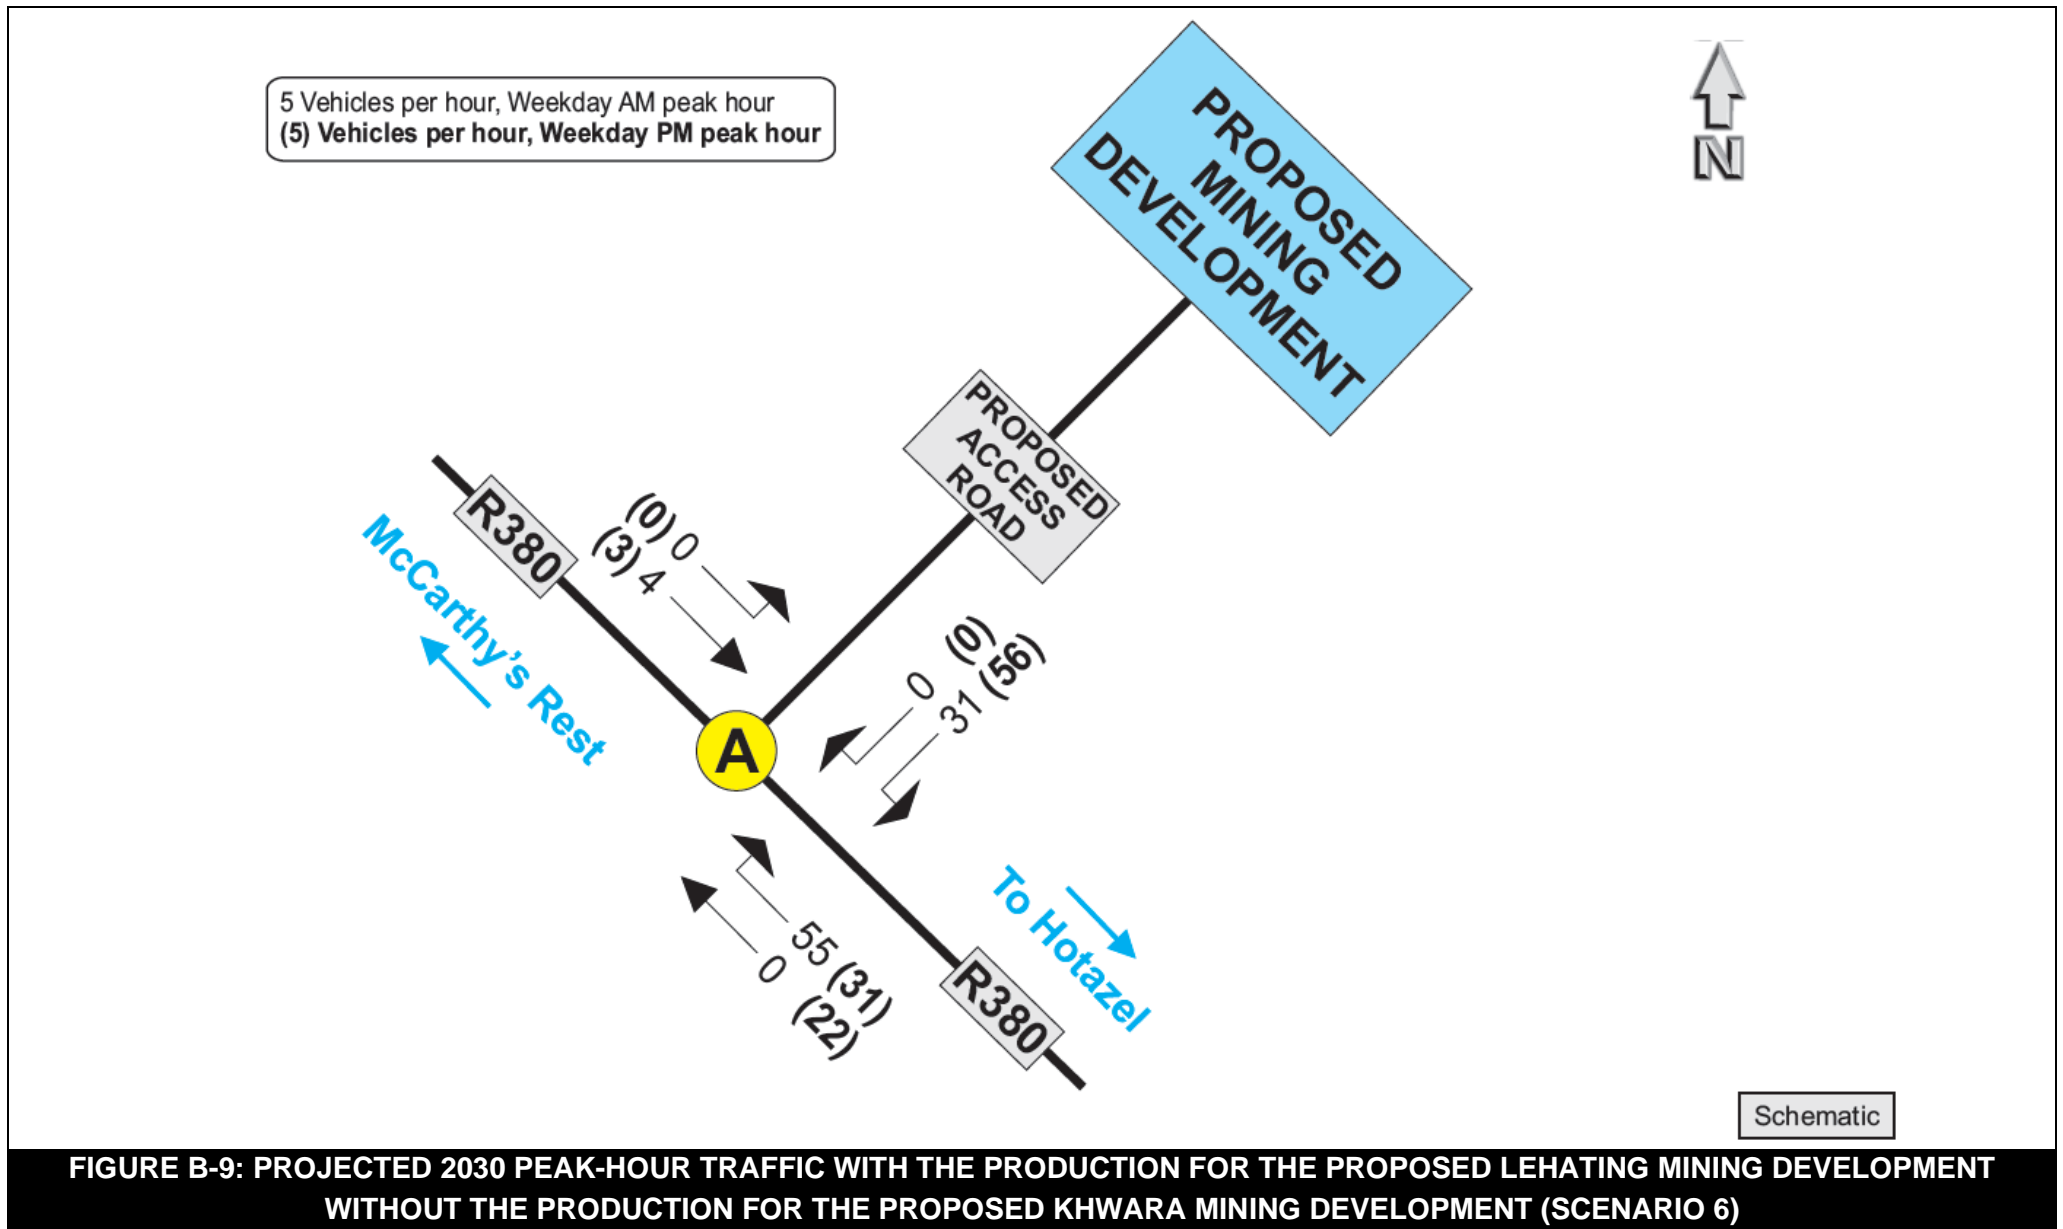 5 Vehicles per hour, Weekday AM peak hour
(5) Vehicles per hour, Weekday PM peak hour
N
PROPOSED
MINING
DEVELOPMENT
PROPOSED
ACCESS
ROAD
R380
(0) 0
(3) 4
McCarthy's Rest
0 (0)
31 (56)
A
55 (31)
0 (22)
To Hotazel
R380
Schematic
FIGURE B-9: PROJECTED 2030 PEAK-HOUR TRAFFIC WITH THE PRODUCTION FOR THE PROPOSED LEHATING MINING DEVELOPMENT
WITHOUT THE PRODUCTION FOR THE PROPOSED KHWARA MINING DEVELOPMENT (SCENARIO 6)